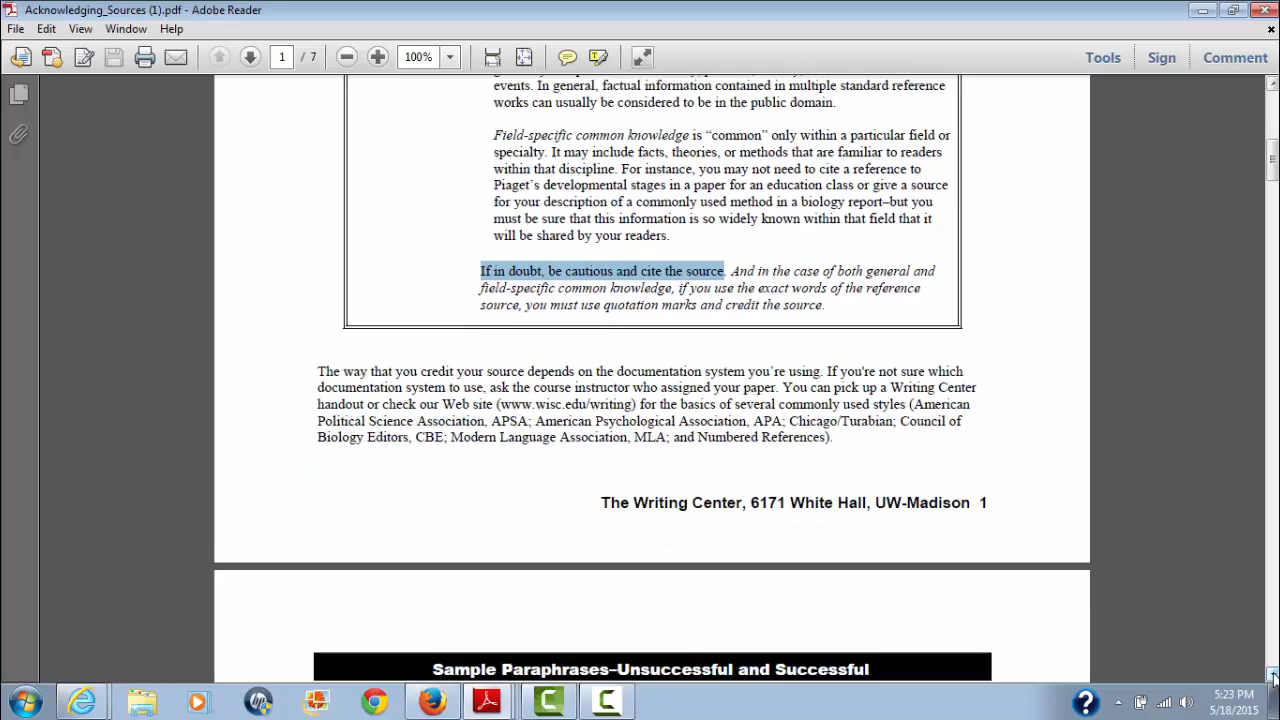 Acknowledging_Sources (1).pdf - Adobe Reader
File Edit View Window Help
1 / 7 100% Tools Sign Comment
events. In general, factual information contained in multiple standard reference
works can usually be considered to be in the public domain.
Field-specific common knowledge is “common” only within a particular field or
specialty. It may include facts, theories, or methods that are familiar to readers
within that discipline. For instance, you may not need to cite a reference to
Piaget’s developmental stages in a paper for an education class or give a source
for your description of a commonly used method in a biology report–but you
must be sure that this information is so widely known within that field that it
will be shared by your readers.
If in doubt, be cautious and cite the source. And in the case of both general and
field-specific common knowledge, if you use the exact words of the reference
source, you must use quotation marks and credit the source.
The way that you credit your source depends on the documentation system you’re using. If you're not sure which
documentation system to use, ask the course instructor who assigned your paper. You can pick up a Writing Center
handout or check our Web site (www.wisc.edu/writing) for the basics of several commonly used styles (American
Political Science Association, APSA; American Psychological Association, APA; Chicago/Turabian; Council of
Biology Editors, CBE; Modern Language Association, MLA; and Numbered References).
The Writing Center, 6171 White Hall, UW-Madison 1
Sample Paraphrases–Unsuccessful and Successful
5:23 PM
5/18/2015